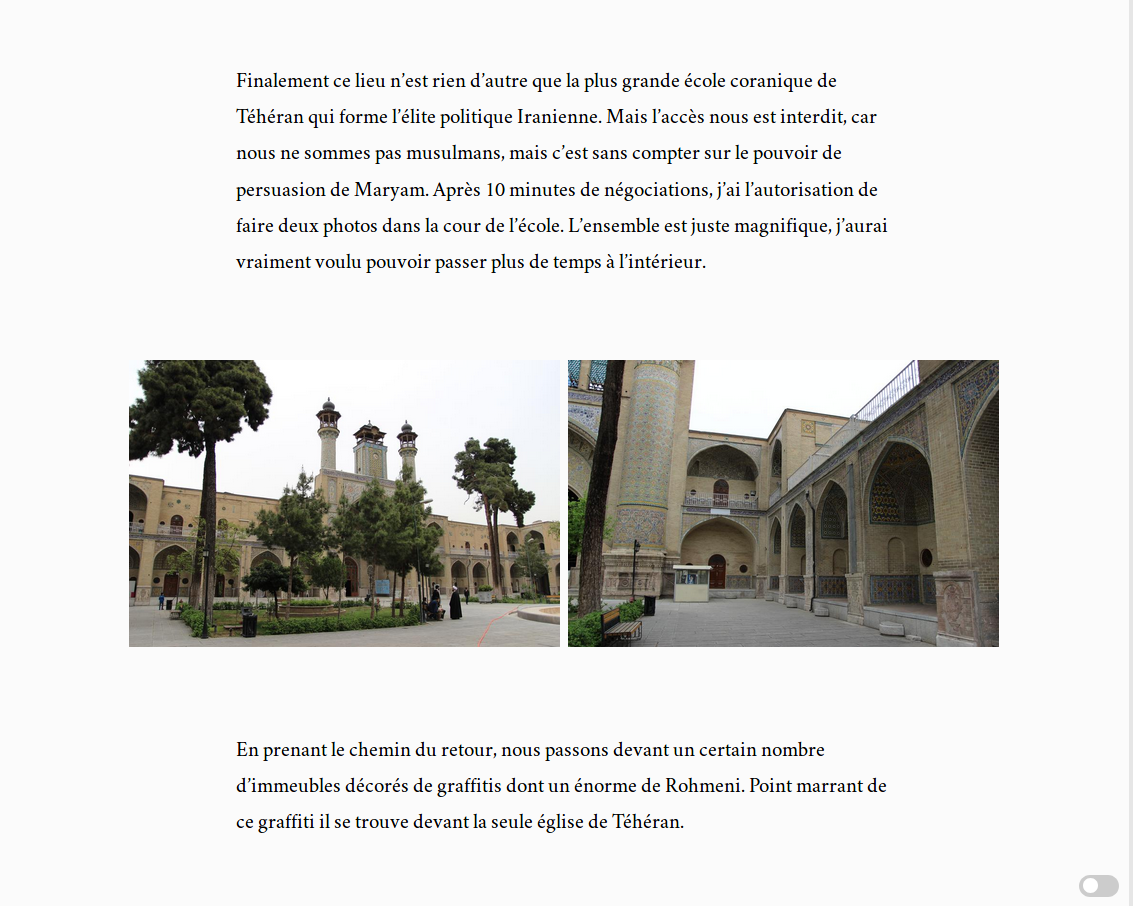 Finalement ce lieu n’est rien d’autre que la plus grande école coranique de
Téhéran qui forme l’élite politique Iranienne. Mais l’accès nous est interdit, car
nous ne sommes pas musulmans, mais c’est sans compter sur le pouvoir de
persuasion de Maryam. Après 10 minutes de négociations, j’ai l’autorisation de
faire deux photos dans la cour de l’école. L’ensemble est juste magnifique, j’aurai
vraiment voulu pouvoir passer plus de temps à l’intérieur.
En prenant le chemin du retour, nous passons devant un certain nombre
d’immeubles décorés de graffitis dont un énorme de Rohmeni. Point marrant de
ce graffiti il se trouve devant la seule église de Téhéran.